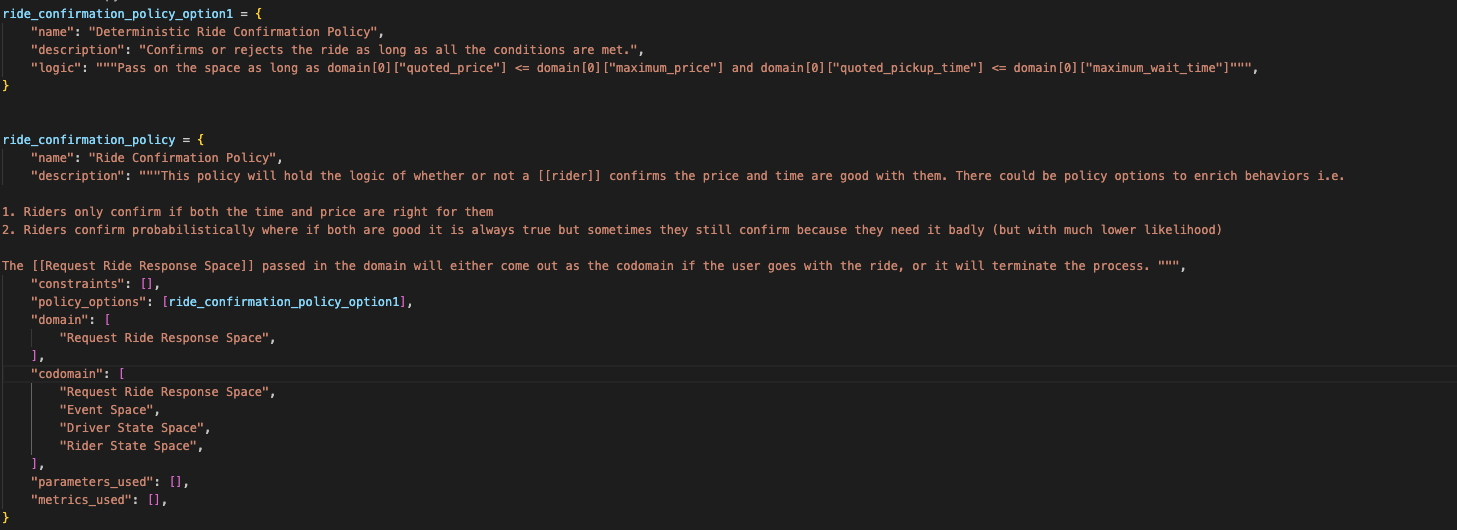 ride_confirmation_policy_option1 = {
    "name": "Deterministic Ride Confirmation Policy",
    "description": "Confirms or rejects the ride as long as all the conditions are met.",
    "logic": """Pass on the space as long as domain[0]["quoted_price"] <= domain[0]["maximum_price"] and domain[0]["quoted_pickup_time"] <= domain[0]["maximum_wait_time"]""",
}
ride_confirmation_policy = {
    "name": "Ride Confirmation Policy",
    "description": """This policy will hold the logic of whether or not a [[rider]] confirms the price and time are good with them. There could be policy options to enrich behaviors i.e.
1. Riders only confirm if both the time and price are right for them
2. Riders confirm probabilistically where if both are good it is always true but sometimes they still confirm because they need it badly (but with much lower likelihood)
The [[Request Ride Response Space]] passed in the domain will either come out as the codomain if the user goes with the ride, or it will terminate the process. """,
    "constraints": [],
    "policy_options": [ride_confirmation_policy_option1],
    "domain": [
        "Request Ride Response Space",
    ],
    "codomain": [
        "Request Ride Response Space",
        "Event Space",
        "Driver State Space",
        "Rider State Space",
    ],
    "parameters_used": [],
    "metrics_used": [],
}